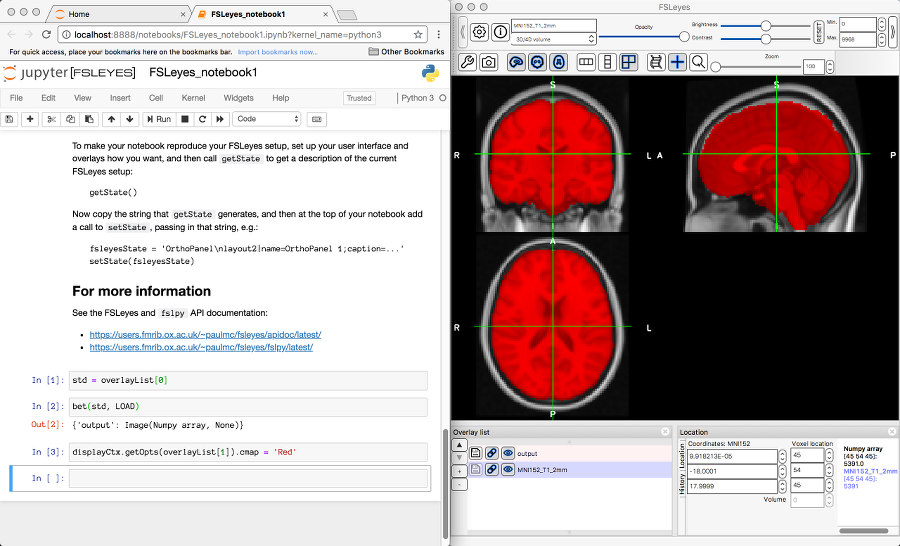 Home
FSLeyes_notebook1
localhost:8888/notebooks/FSLeyes_notebook1.ipynb?kernel_name=python3
For quick access, place your bookmarks here on the bookmarks bar. Import bookmarks now...
Other Bookmarks
jupyter [FSLEYES] FSLeyes_notebook1
File Edit View Insert Cell Kernel Widgets Help Trusted Python 3
Run Code
To make your notebook reproduce your FSLeyes setup, set up your user interface and
overlays how you want, and then call getState to get a description of the current
FSLeyes setup:
getState()
Now copy the string that getState generates, and then at the top of your notebook add
a call to setState, passing in that string, e.g.:
fsleyesState = 'OrthoPanel\nlayout2|name=OrthoPanel 1;caption=...'
setState(fsleyesState)
For more information
See the FSLeyes and fslpy API documentation:
https://users.fmrib.ox.ac.uk/~paulmc/fsleyes/apidoc/latest/
https://users.fmrib.ox.ac.uk/~paulmc/fsleyes/fslpy/latest/
In [1]: std = overlayList[0]
In [2]: bet(std, LOAD)
Out[2]: {'output': Image(Numpy array, None)}
In [3]: displayCtx.getOpts(overlayList[1]).cmap = 'Red'
In [ ]:
FSLeyes
MNI152_T1_2mm
3D/4D volume
Opacity
Brightness
Contrast
RESET
Min. 0
Max. 9968
Zoom
100
S
R
L
I
S
A
P
A
R
L
P
Overlay list
output
MNI152_T1_2mm
Location
History
Location
Coordinates: MNI152
Voxel location
9.918213E-05
45
-18.0001
54
17.9999
45
Volume 0
Numpy array
(45 54 45):
5391.0
MNI152_T1_2mm
(45 54 45):
5391